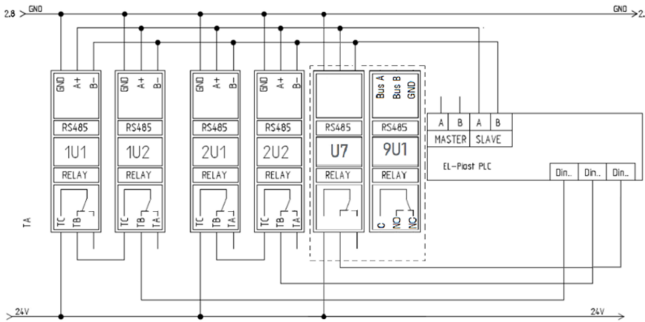 GND
GND
2.8
2.
GND
A+
B-
GND
A+
B-
GND
A+
B-
GND
A+
B-
Bus A
Bus B
GND
A
B
A
B
RS485
RS485
RS485
RS485
RS485
RS485
MASTER
SLAVE
1U1
1U2
2U1
2U2
U7
9U1
EL-Piast PLC
RELAY
RELAY
RELAY
RELAY
RELAY
RELAY
Din..
Din..
Din..
TA
TC
TB
TC
TB
TA
TC
TB
TC
TB
TA
C
NO
NC
24V
24V